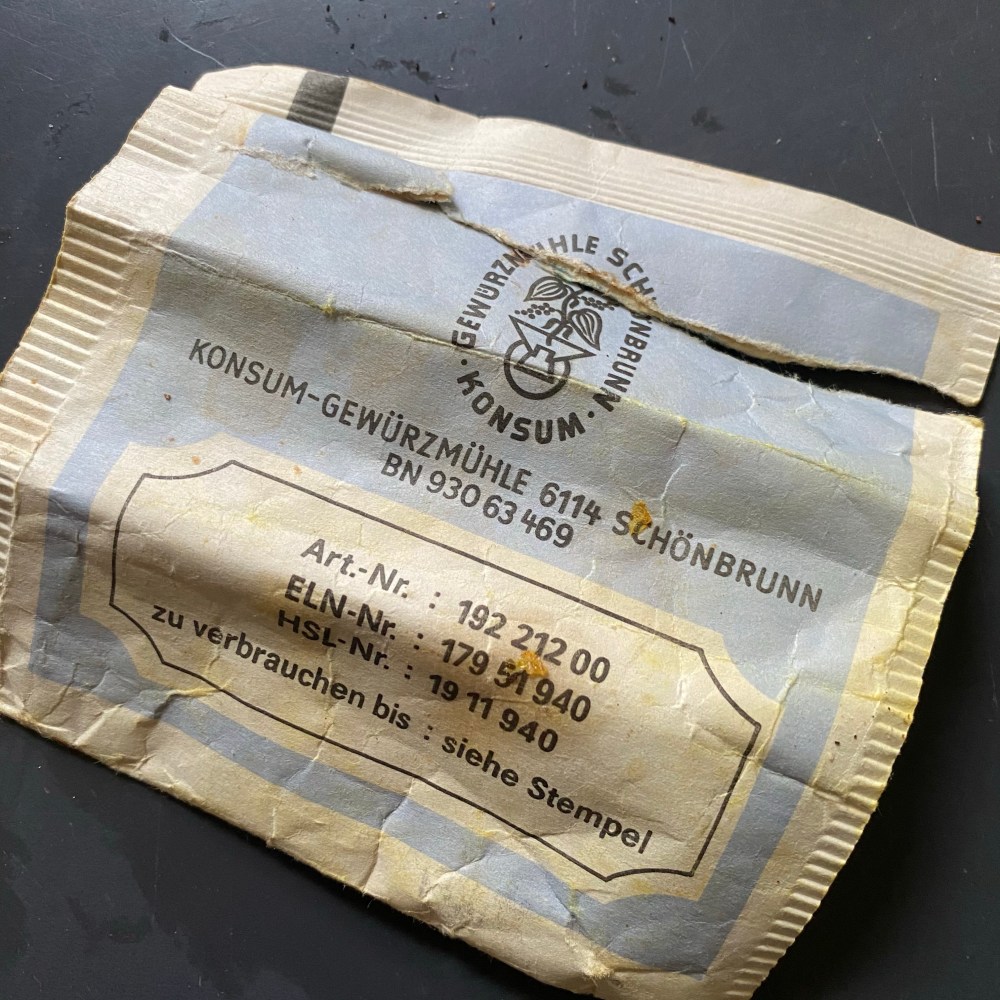 · GEWÜRZMÜHLE SCHÖNBRUNN ·
KONSUM
KONSUM-GEWÜRZMÜHLE 6114 SCHÖNBRUNN
BN 930 63 469
Art.-Nr. : 192 212 00
ELN-Nr. : 179 51 940
HSL-Nr. : 19 11 940
zu verbrauchen bis : siehe Stempel